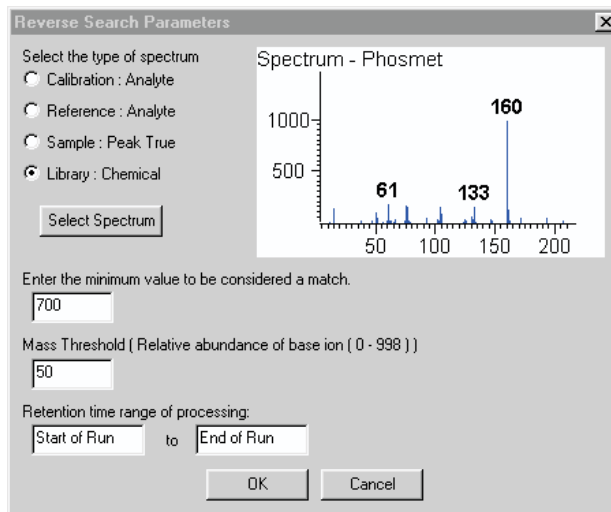 Reverse Search Parameters
Select the type of spectrum
Calibration : Analyte
Reference : Analyte
Sample : Peak True
Library : Chemical
Select Spectrum
Spectrum - Phosmet
160
1000
500
61
133
50 100 150 200
Enter the minimum value to be considered a match.
700
Mass Threshold ( Relative abundance of base ion ( 0 - 998 ) )
50
Retention time range of processing:
Start of Run to End of Run
OK Cancel